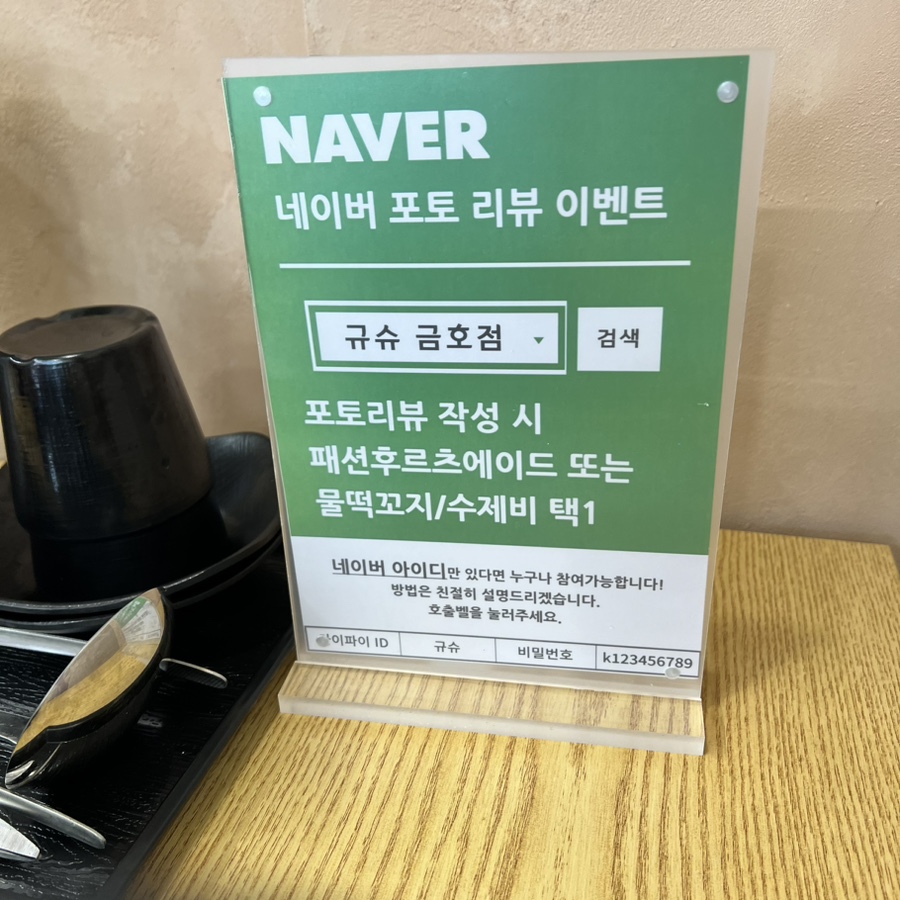 NAVER
네이버 포토 리뷰 이벤트
규슈 금호점
검색
포토리뷰 작성 시
패션후르츠에이드 또는
물떡꼬지/수제비 택1
네이버 아이디만 있다면 누구나 참여가능합니다!
방법은 친절히 설명드리겠습니다.
호출벨을 눌러주세요.
와이파이 ID 규슈 비밀번호 k123456789